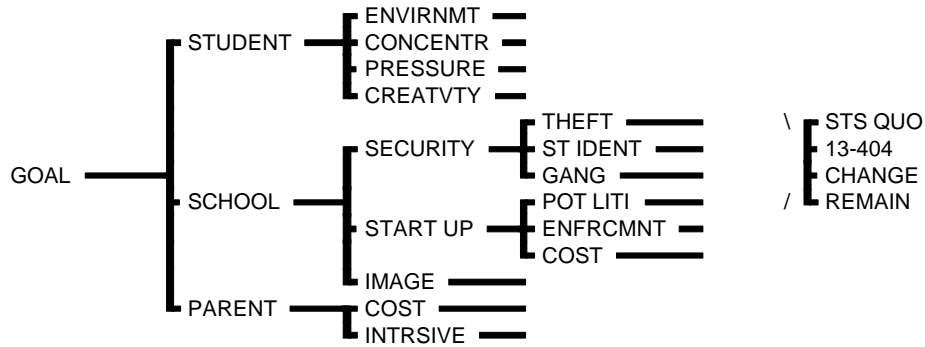 ENVIRNMT
STUDENT CONCENTR
PRESSURE
CREATVTY
THEFT \ STS QUO
SECURITY ST IDENT 13-404
GOAL GANG CHANGE
SCHOOL POT LITI / REMAIN
START UP ENFRCMNT
COST
IMAGE
PARENT COST
INTRSIVE